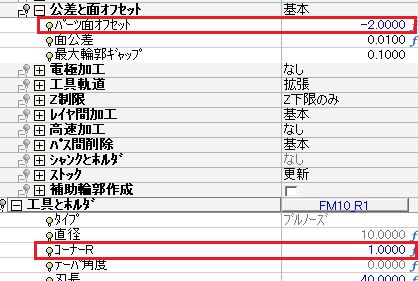 公差と面オフセット 基本
パーツ面オフセット -2.0000 f
面公差 0.0100 f
最大輪郭ギャップ 0.1000
電極加工 なし
工具軌道 拡張
Z制限 Z下限のみ
レイヤ間加工 基本
高速加工 なし
パス間削除 基本
シャンクとホルダ なし
ストック 更新
補助輪郭作成
工具とホルダ FM10_R1
タイプ ブルノーズ
直径 10.0000 f
コーナーR 1.0000 f
テーパ角度 0.0000 f
刃長 40.0000 f